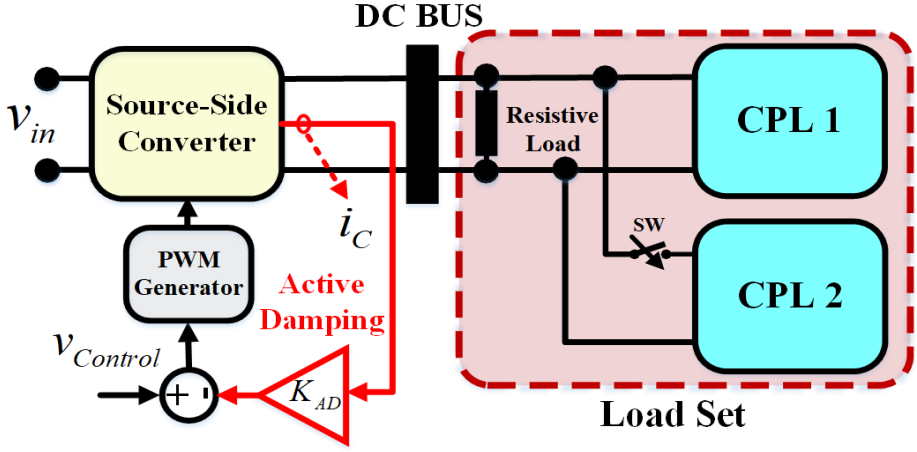 DC BUS
v_in
Source-Side
Converter
Resistive
Load
CPL 1
i_C
SW
PWM
Generator
Active
Damping
CPL 2
v_Control
+ -
K_AD
Load Set